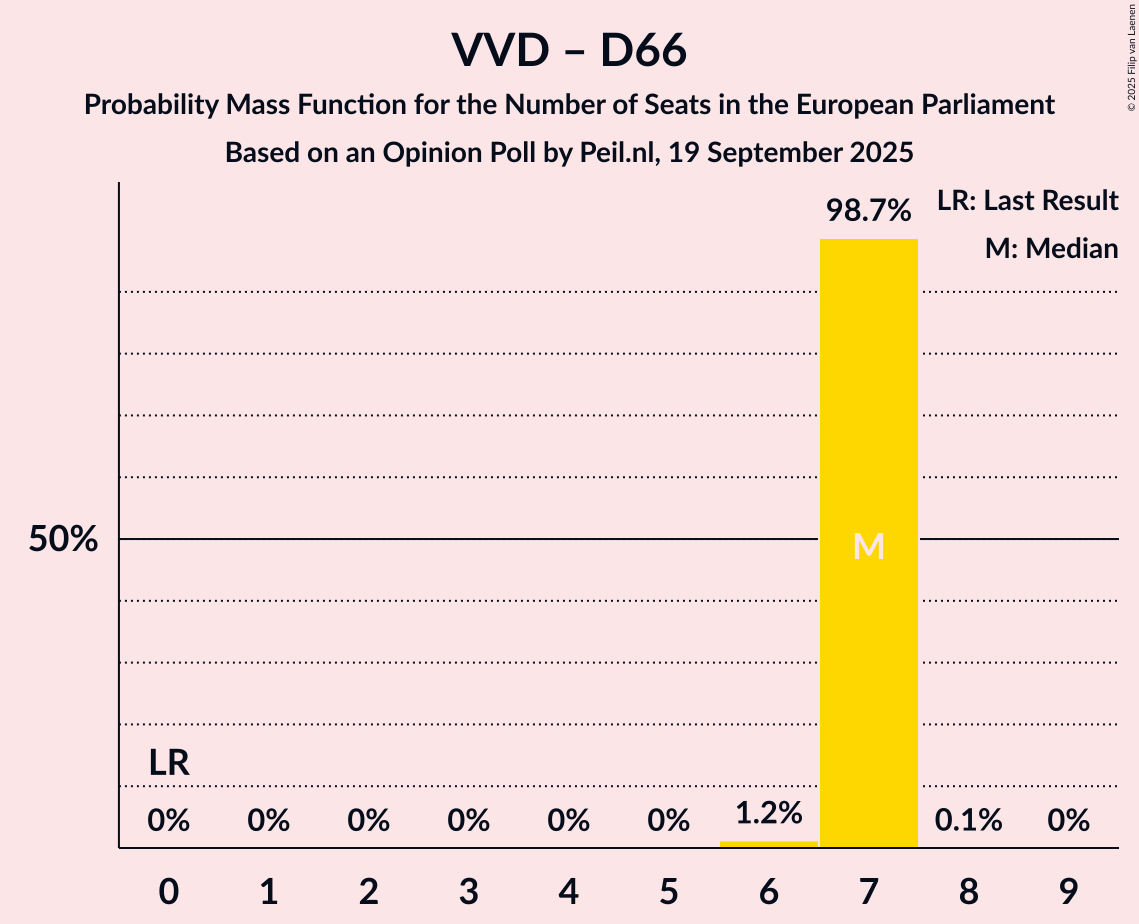 VVD – D66
Probability Mass Function for the Number of Seats in the European Parliament
Based on an Opinion Poll by Peil.nl, 19 September 2025
© 2025 Filip van Laenen
LR: Last Result
M: Median
98.7%
50%
M
LR
0% 0% 0% 0% 0% 0% 1.2% 0.1% 0%
0 1 2 3 4 5 6 7 8 9